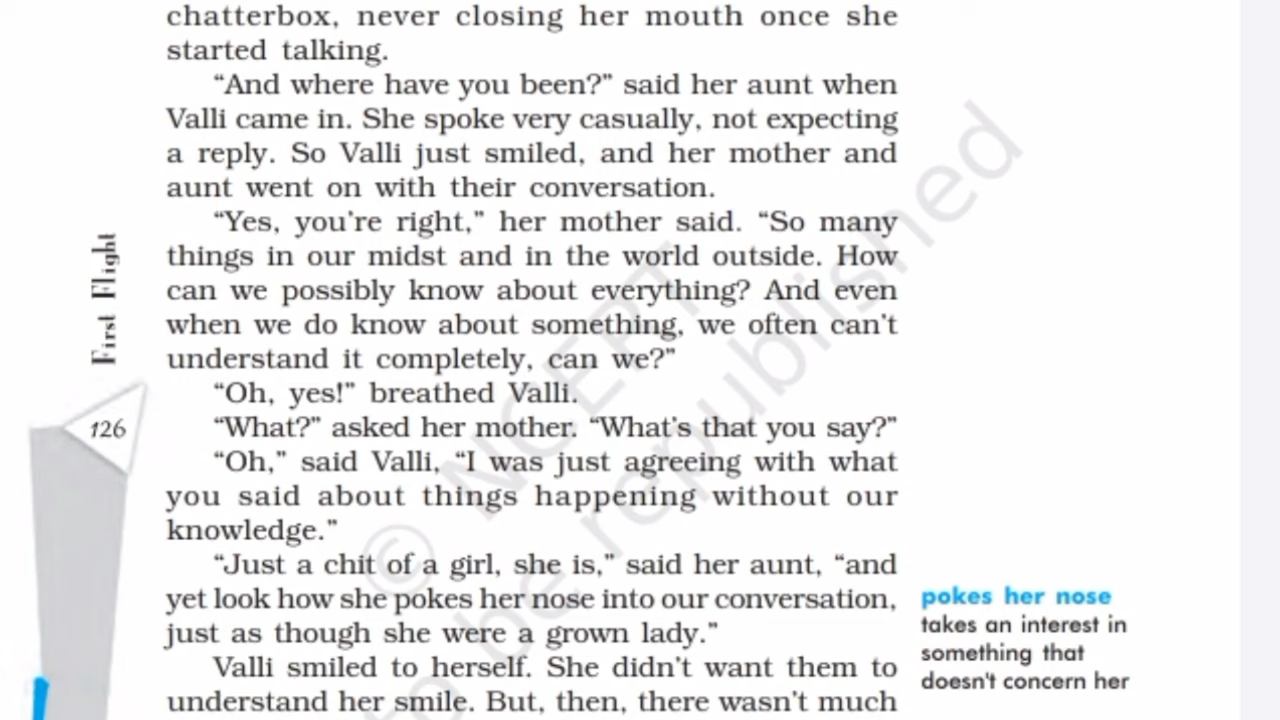 chatterbox, never closing her mouth once she
started talking.
“And where have you been?” said her aunt when
Valli came in. She spoke very casually, not expecting
a reply. So Valli just smiled, and her mother and
aunt went on with their conversation.
“Yes, you're right,” her mother said. “So many
things in our midst and in the world outside. How
can we possibly know about everything? And even
when we do know about something, we often can't
understand it completely, can we?”
“Oh, yes!” breathed Valli.
“What?” asked her mother. “What's that you say?”
“Oh,” said Valli, “I was just agreeing with what
you said about things happening without our
knowledge.”
“Just a chit of a girl, she is,” said her aunt, “and
yet look how she pokes her nose into our conversation,
just as though she were a grown lady.”
Valli smiled to herself. She didn't want them to
understand her smile. But, then, there wasn't much
pokes her nose
takes an interest in
something that
doesn't concern her
First Flight
126
© NCERT
to be republished